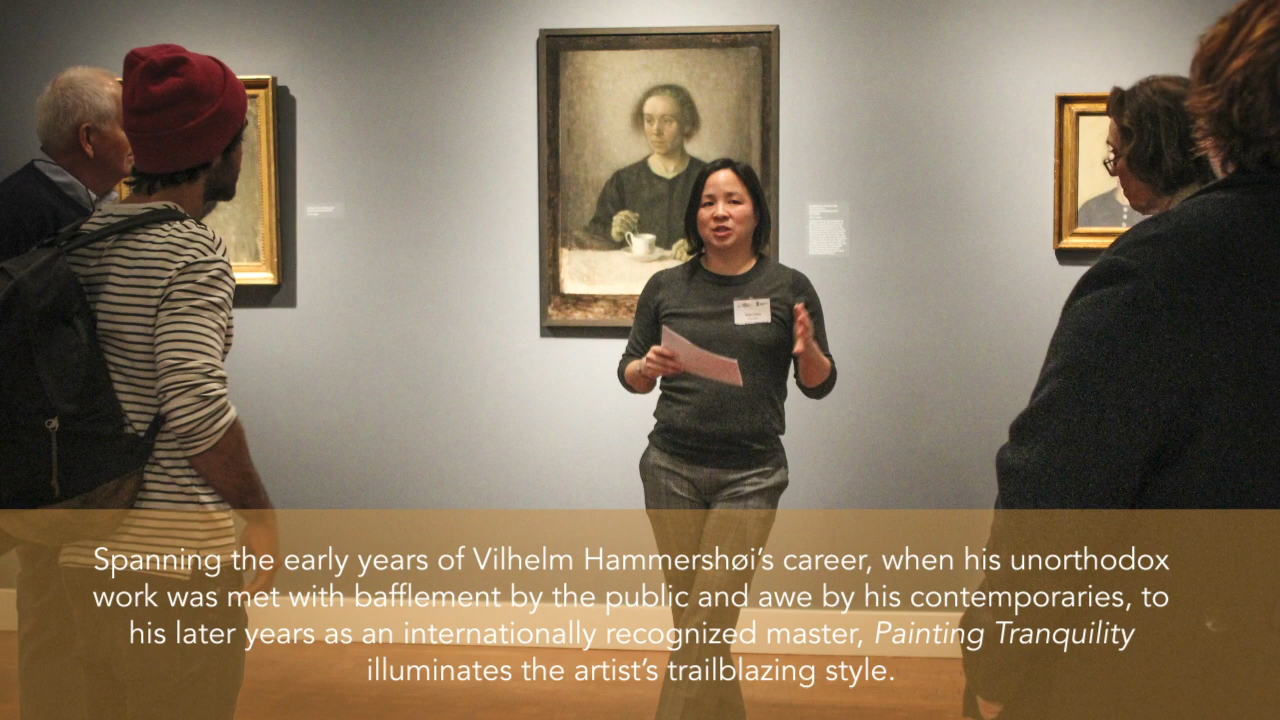 Spanning the early years of Vilhelm Hammershøi’s career, when his unorthodox
work was met with bafflement by the public and awe by his contemporaries, to
his later years as an internationally recognized master, Painting Tranquility
illuminates the artist’s trailblazing style.